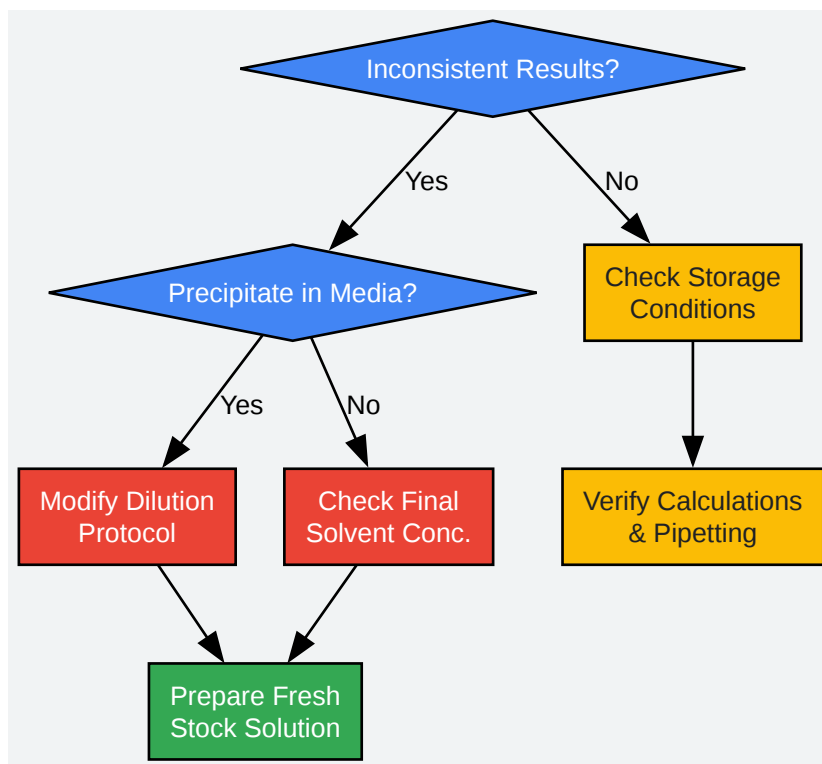 Inconsistent Results?
Yes
No
Precipitate in Media?
Check Storage
Conditions
Yes
No
Modify Dilution
Protocol
Check Final
Solvent Conc.
Verify Calculations
& Pipetting
Prepare Fresh
Stock Solution